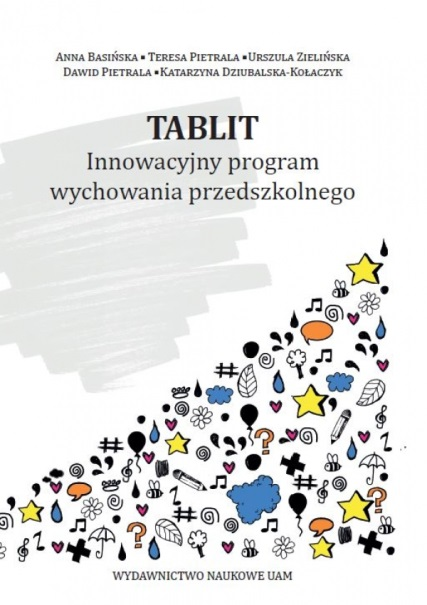 Anna Basińska ▪ Teresa Pietrala ▪ Urszula Zielińska
Dawid Pietrala ▪ Katarzyna Dziubalska-Kołaczyk
TABLIT
Innowacyjny program
wychowania przedszkolnego
WYDAWNICTWO NAUKOWE UAM